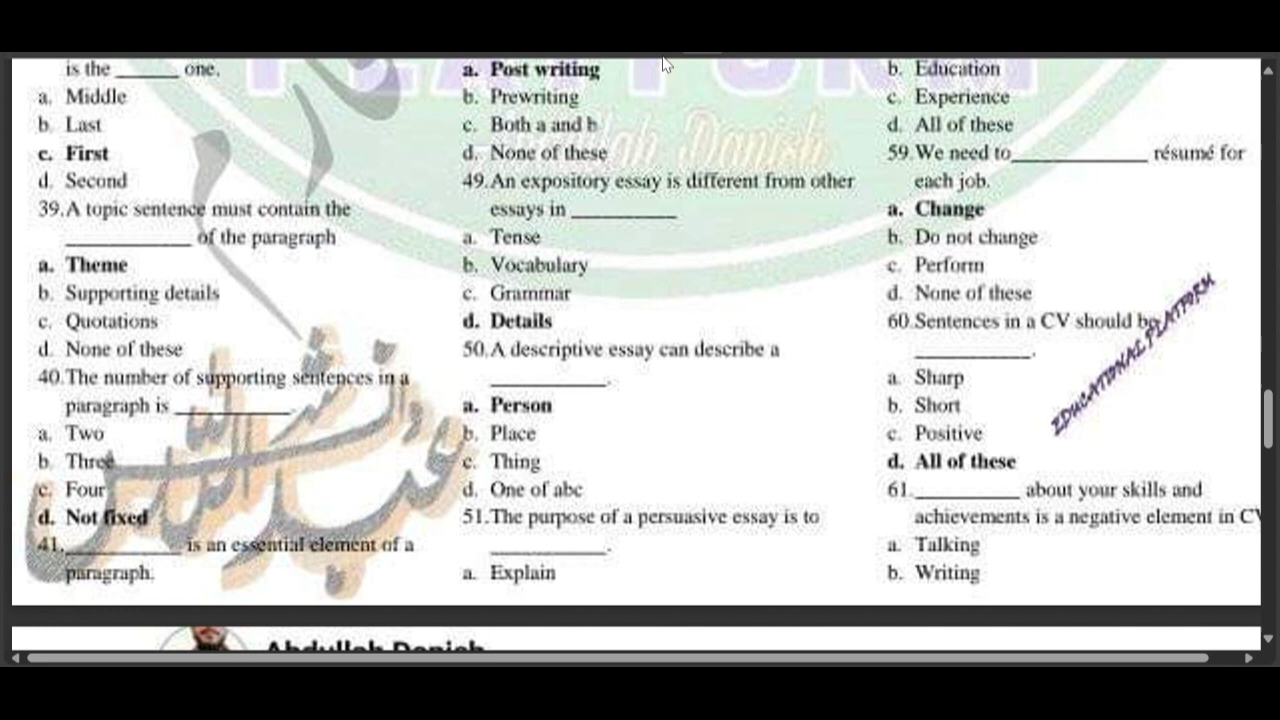 is the ______ one.
a. Middle
b. Last
c. First
d. Second
39.A topic sentence must contain the
____________ of the paragraph
a. Theme
b. Supporting details
c. Quotations
d. None of these
40.The number of supporting sentences in a
paragraph is ___________.
a. Two
b. Three
c. Four
d. Not fixed
41.___________ is an essential element of a
paragraph.
a. Post writing
b. Prewriting
c. Both a and b
d. None of these
49.An expository essay is different from other
essays in __________
a. Tense
b. Vocabulary
c. Grammar
d. Details
50.A descriptive essay can describe a
___________.
a. Person
b. Place
c. Thing
d. One of abc
51.The purpose of a persuasive essay is to
___________.
a. Explain
b. Education
c. Experience
d. All of these
59.We need to_____________ résumé for
each job.
a. Change
b. Do not change
c. Perform
d. None of these
60.Sentences in a CV should be
___________.
a. Sharp
b. Short
c. Positive
d. All of these
61.__________ about your skills and
achievements is a negative element in CV
a. Talking
b. Writing
EDUCATIONAL PLATFORM
Danish
Abdullah Danish